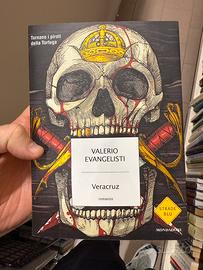 Tornano i pirati
della Tortuga
VALERIO
EVANGELISTI
Veracruz
romanzo
STRADE
BLU
MONDADORI